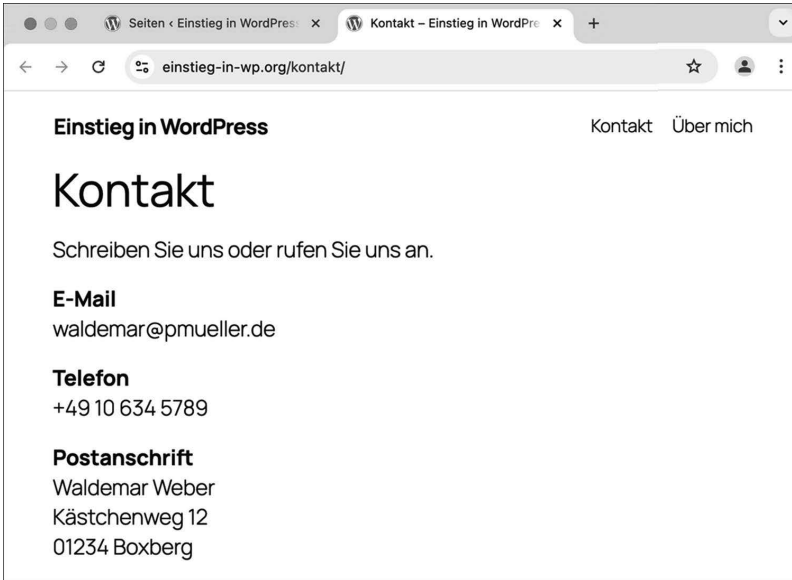 Seiten ‹ Einstieg in WordPres
Kontakt – Einstieg in WordPre
einstieg-in-wp.org/kontakt/
Einstieg in WordPress
Kontakt
Über mich
Kontakt
Schreiben Sie uns oder rufen Sie uns an.
E-Mail
waldemar@pmueller.de
Telefon
+49 10 634 5789
Postanschrift
Waldemar Weber
Kästchenweg 12
01234 Boxberg